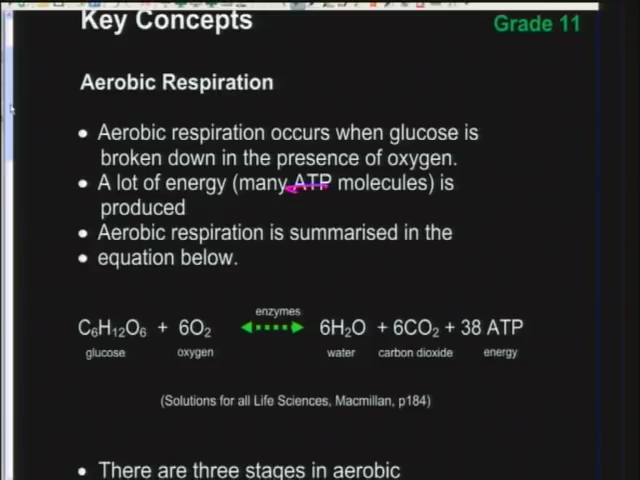 Key Concepts
Grade 11
Aerobic Respiration
• Aerobic respiration occurs when glucose is
broken down in the presence of oxygen.
• A lot of energy (many ATP molecules) is
produced
• Aerobic respiration is summarised in the
• equation below.
enzymes
C₆H₁₂O₆ + 6O₂ 6H₂O + 6CO₂ + 38 ATP
glucose oxygen water carbon dioxide energy
(Solutions for all Life Sciences, Macmillan, p184)
• There are three stages in aerobic